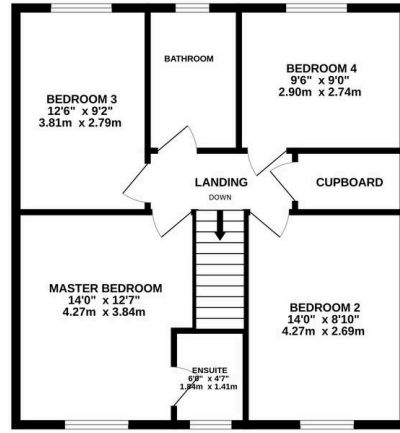 BATHROOM
BEDROOM 3
12'6" x 9'2"
3.81m x 2.79m
BEDROOM 4
9'6" x 9'0"
2.90m x 2.74m
LANDING
DOWN
CUPBOARD
MASTER BEDROOM
14'0" x 12'7"
4.27m x 3.84m
BEDROOM 2
14'0" x 8'10"
4.27m x 2.69m
ENSUITE
x 4'7"
1.84m x 1.41m